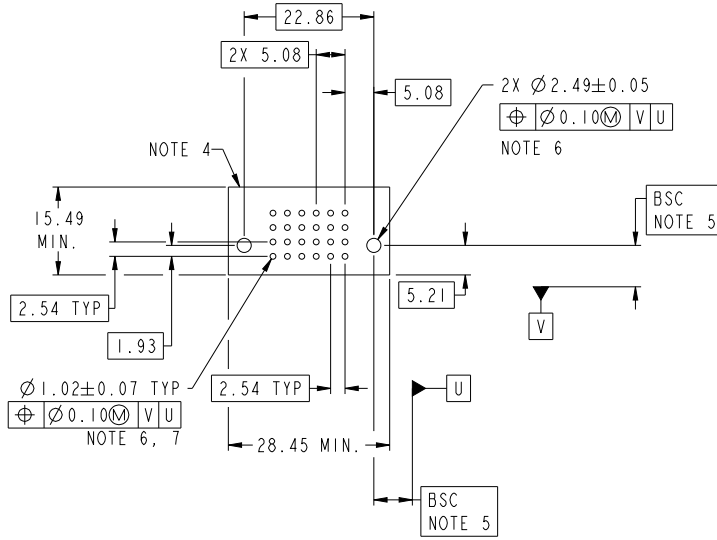 22.86
2X 5.08
5.08
2X Ø2.49±0.05
⌖ Ø0.10Ⓜ V U
NOTE 6
NOTE 4
15.49
MIN.
BSC
NOTE 5
2.54 TYP
5.21
1.93
V
Ø1.02±0.07 TYP
⌖ Ø0.10Ⓜ V U
NOTE 6, 7
2.54 TYP
U
28.45 MIN.
BSC
NOTE 5